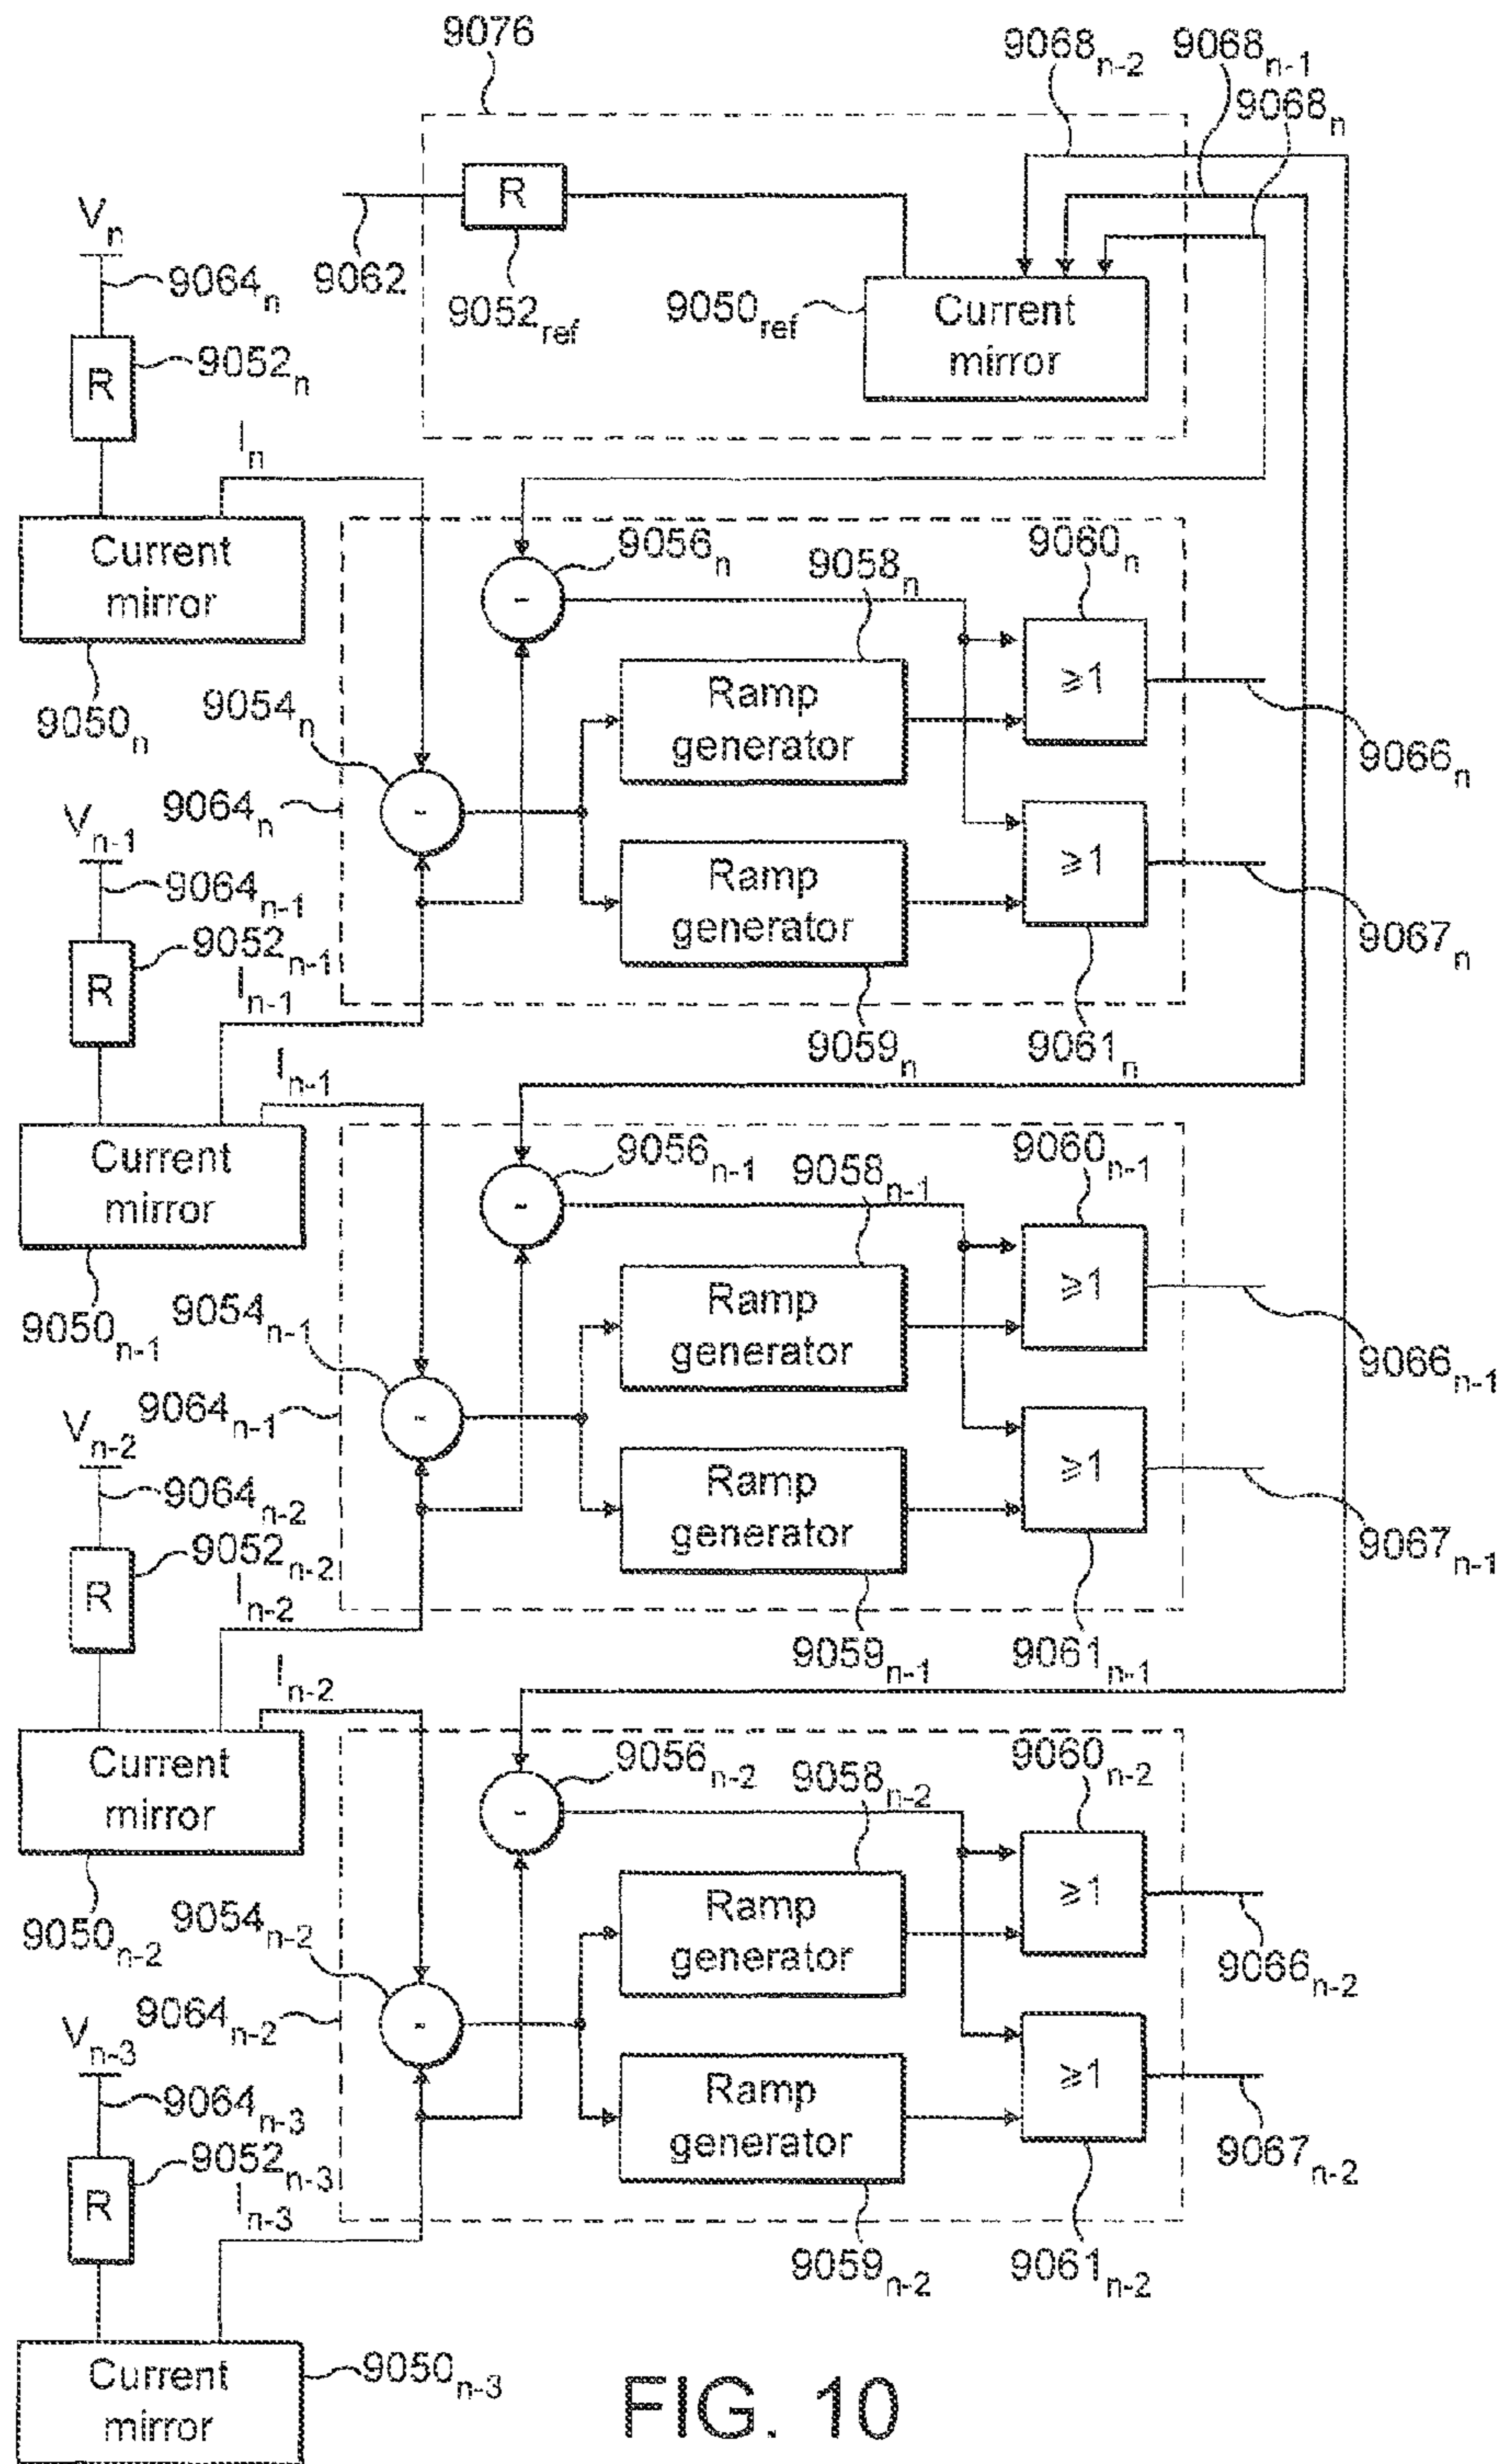 9076
9068n-2
9068n-1
9068n
R
Vn
9064n
9062
9052ref
9050ref
Current
mirror
R
9052n
In
Current
mirror
9056n
9058n
9060n
≥1
Ramp
generator
9050n
9054n
9066n
9064n
Vn-1
9064n-1
≥1
Ramp
generator
9052n-1
R
9067n
In-1
9059n
9061n
In-1
Current
mirror
9056n-1
9058n-1
9060n-1
≥1
Ramp
generator
9050n-1
9054n-1
9066n-1
9064n-1
Vn-2
9064n-2
≥1
Ramp
generator
9052n-2
R
9067n-1
In-2
9059n-1
9061n-1
In-2
Current
mirror
9056n-2
9058n-2
9060n-2
≥1
Ramp
generator
9050n-2
9054n-2
9066n-2
9064n-2
Vn-3
9064n-3
≥1
Ramp
generator
9052n-3
R
9067n-2
In-3
9059n-2
9061n-2
Current
mirror
9050n-3
FIG. 10